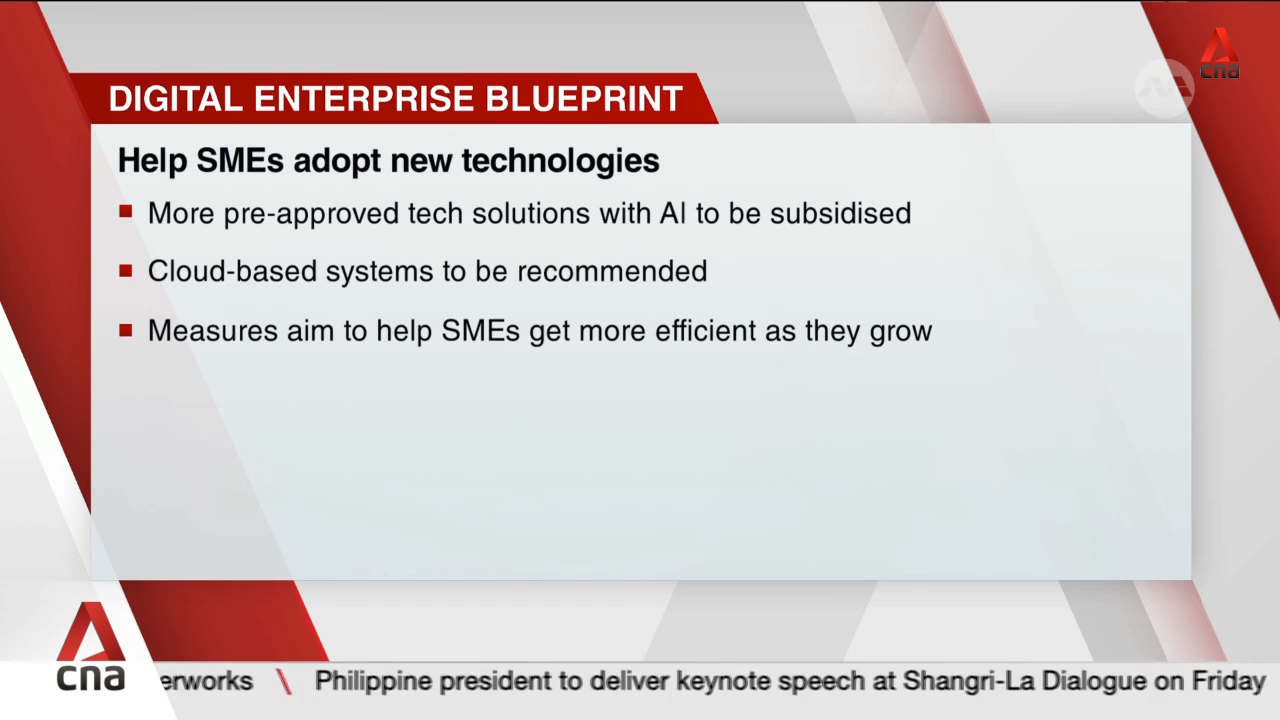 cna
DIGITAL ENTERPRISE BLUEPRINT
Help SMEs adopt new technologies
More pre-approved tech solutions with AI to be subsidised
Cloud-based systems to be recommended
Measures aim to help SMEs get more efficient as they grow
cna
erworks \ Philippine president to deliver keynote speech at Shangri-La Dialogue on Friday